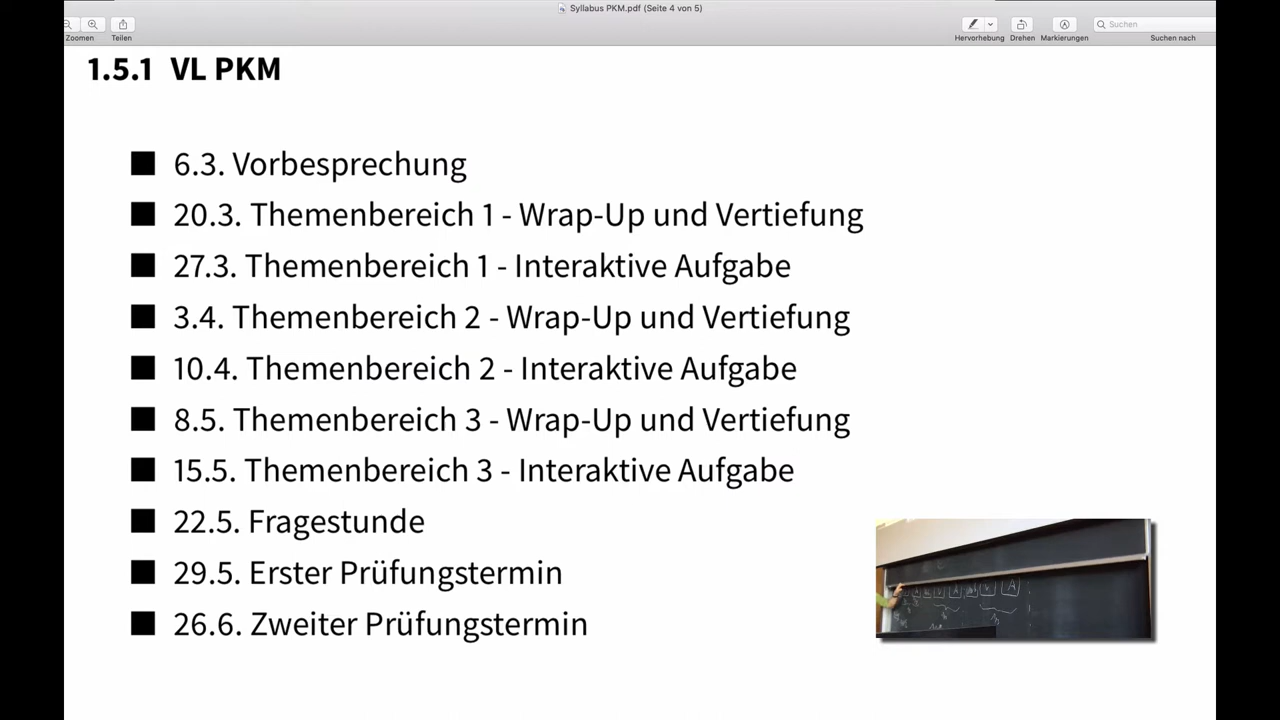 Syllabus PKM.pdf (Seite 4 von 5)
Zoomen
Teilen
Hervorhebung
Drehen
Markierungen
Suchen
Suchen nach
1.5.1 VL PKM
6.3. Vorbesprechung
20.3. Themenbereich 1 - Wrap-Up und Vertiefung
27.3. Themenbereich 1 - Interaktive Aufgabe
3.4. Themenbereich 2 - Wrap-Up und Vertiefung
10.4. Themenbereich 2 - Interaktive Aufgabe
8.5. Themenbereich 3 - Wrap-Up und Vertiefung
15.5. Themenbereich 3 - Interaktive Aufgabe
22.5. Fragestunde
29.5. Erster Prüfungstermin
26.6. Zweiter Prüfungstermin